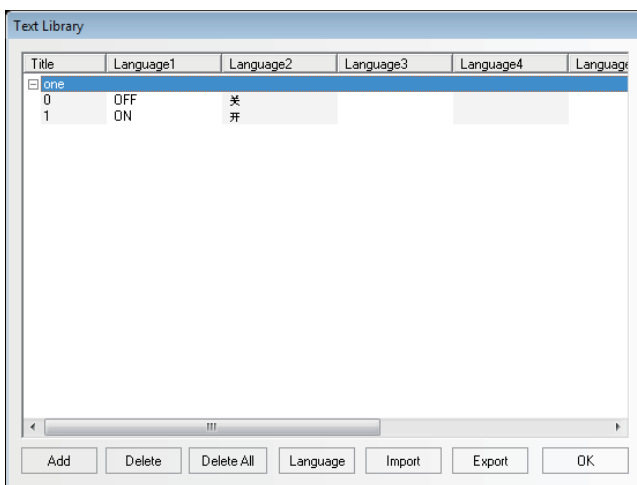 Text Library
Title Language1 Language2 Language3 Language4 Language
one
0 OFF 关
1 ON 开
Add Delete Delete All Language Import Export OK